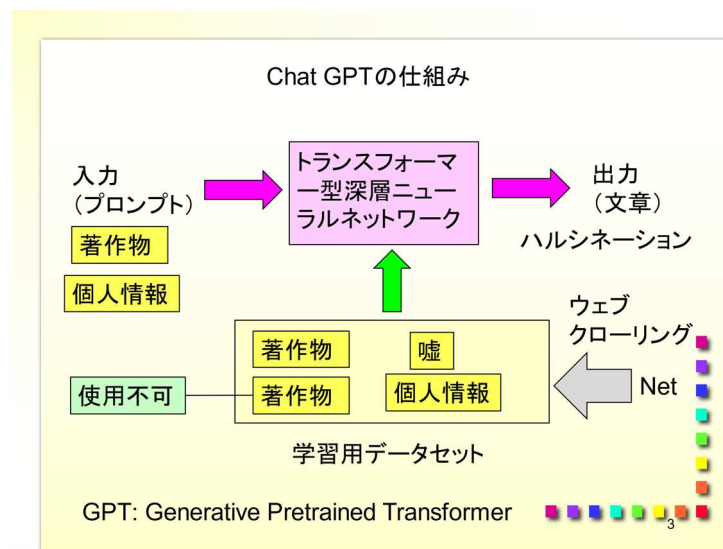 Chat GPTの仕組み
入力
（プロンプト）
著作物
個人情報
トランスフォーマ
ー型深層ニュー
ラルネットワーク
出力
（文章）
ハルシネーション
ウェブ
クローリング
Net
著作物
嘘
使用不可
著作物
個人情報
学習用データセット
GPT: Generative Pretrained Transformer
3